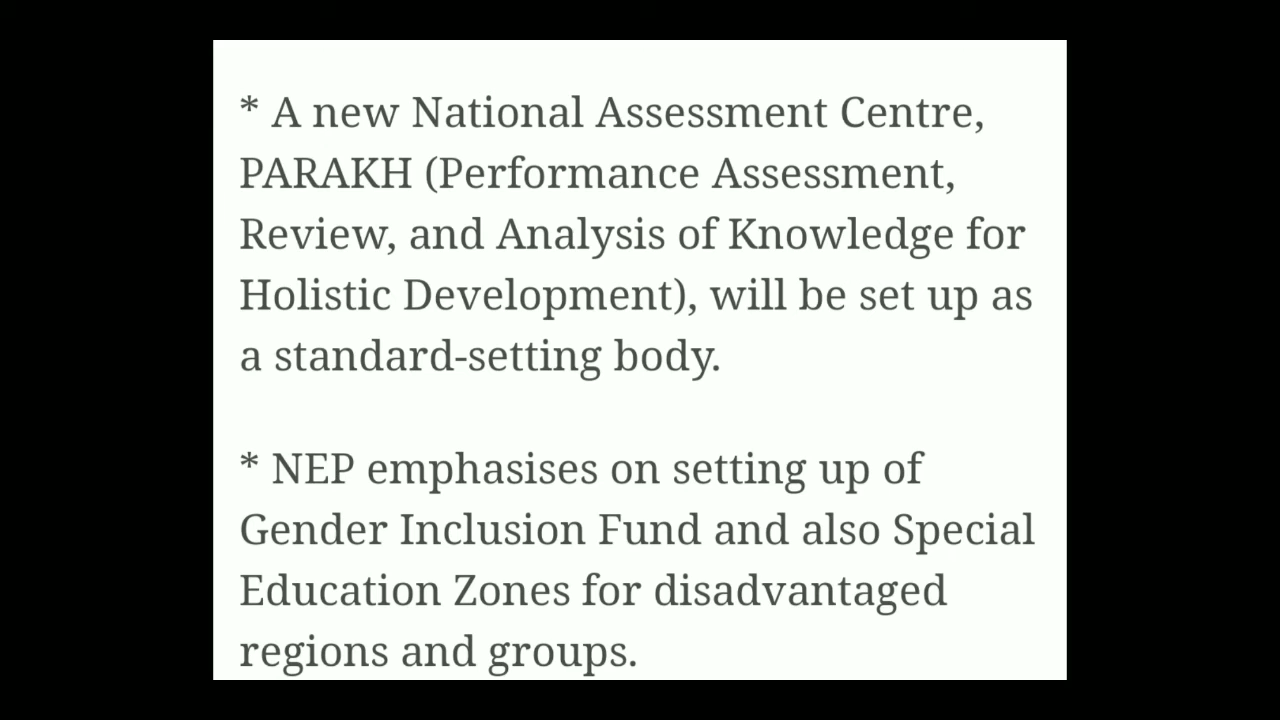 * A new National Assessment Centre,
PARAKH (Performance Assessment,
Review, and Analysis of Knowledge for
Holistic Development), will be set up as
a standard-setting body.
* NEP emphasises on setting up of
Gender Inclusion Fund and also Special
Education Zones for disadvantaged
regions and groups.